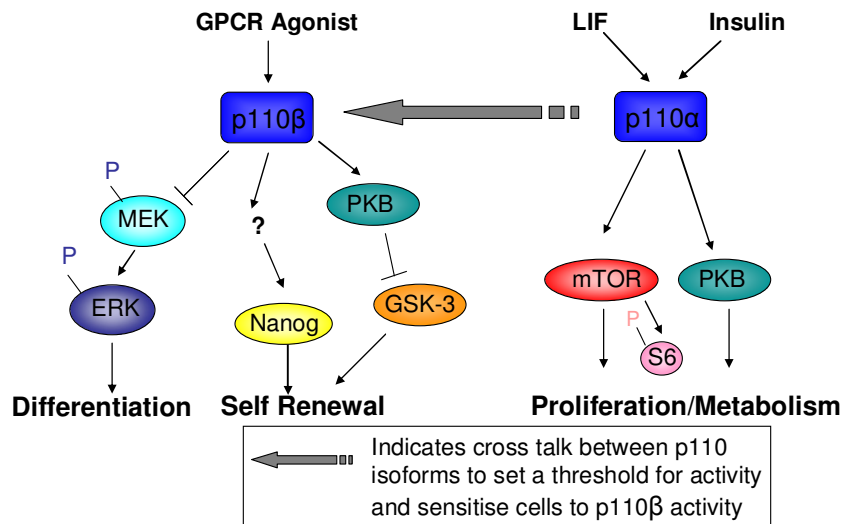 GPCR Agonist
LIF
Insulin
p110β
p110α
P
MEK
?
PKB
P
ERK
Nanog
GSK-3
mTOR
PKB
P
S6
Differentiation
Self Renewal
Proliferation/Metabolism
Indicates cross talk between p110
isoforms to set a threshold for activity
and sensitise cells to p110β activity